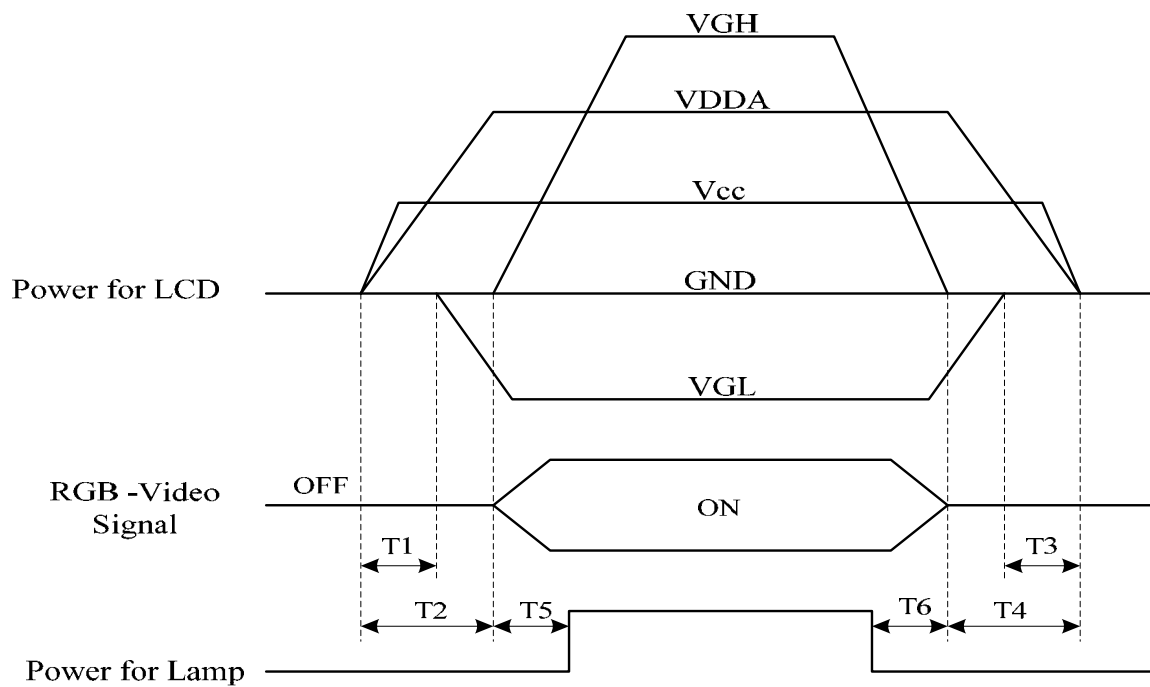 VGH
VDDA
Vcc
Power for LCD
GND
VGL
RGB -Video
Signal
OFF
ON
T1
T3
T2
T5
T6
T4
Power for Lamp